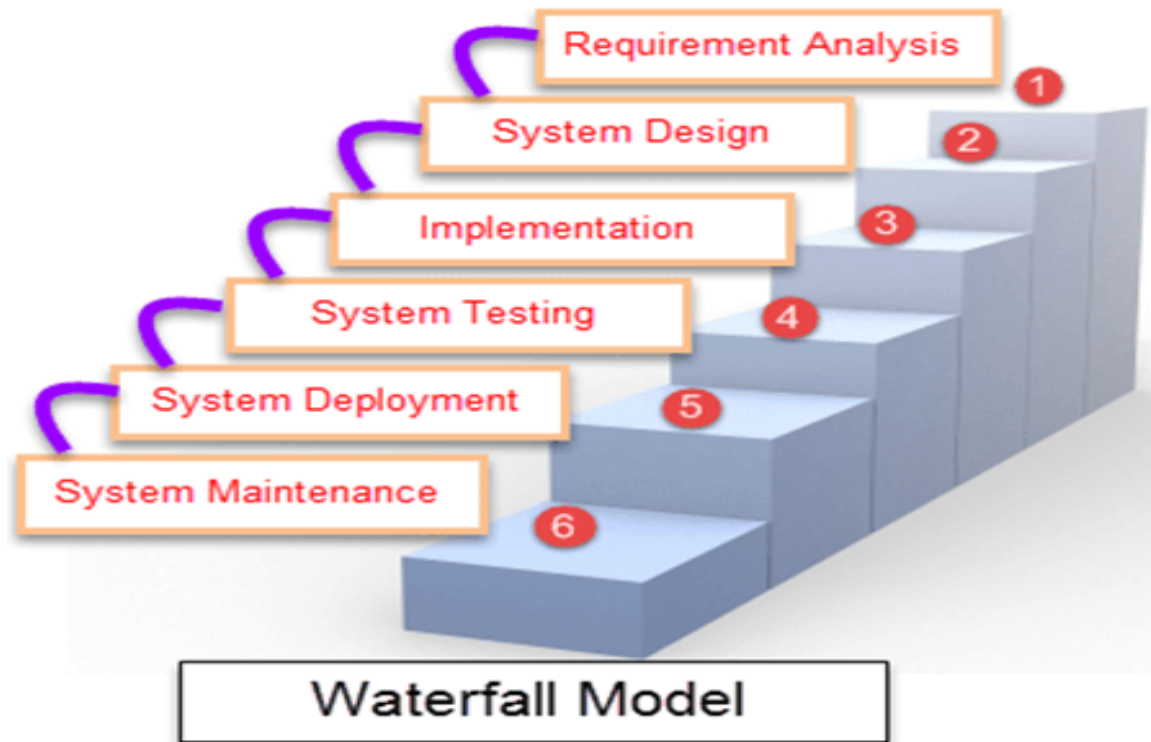 Requirement Analysis
1
System Design
2
Implementation
3
System Testing
4
System Deployment
5
System Maintenance
6
Waterfall Model